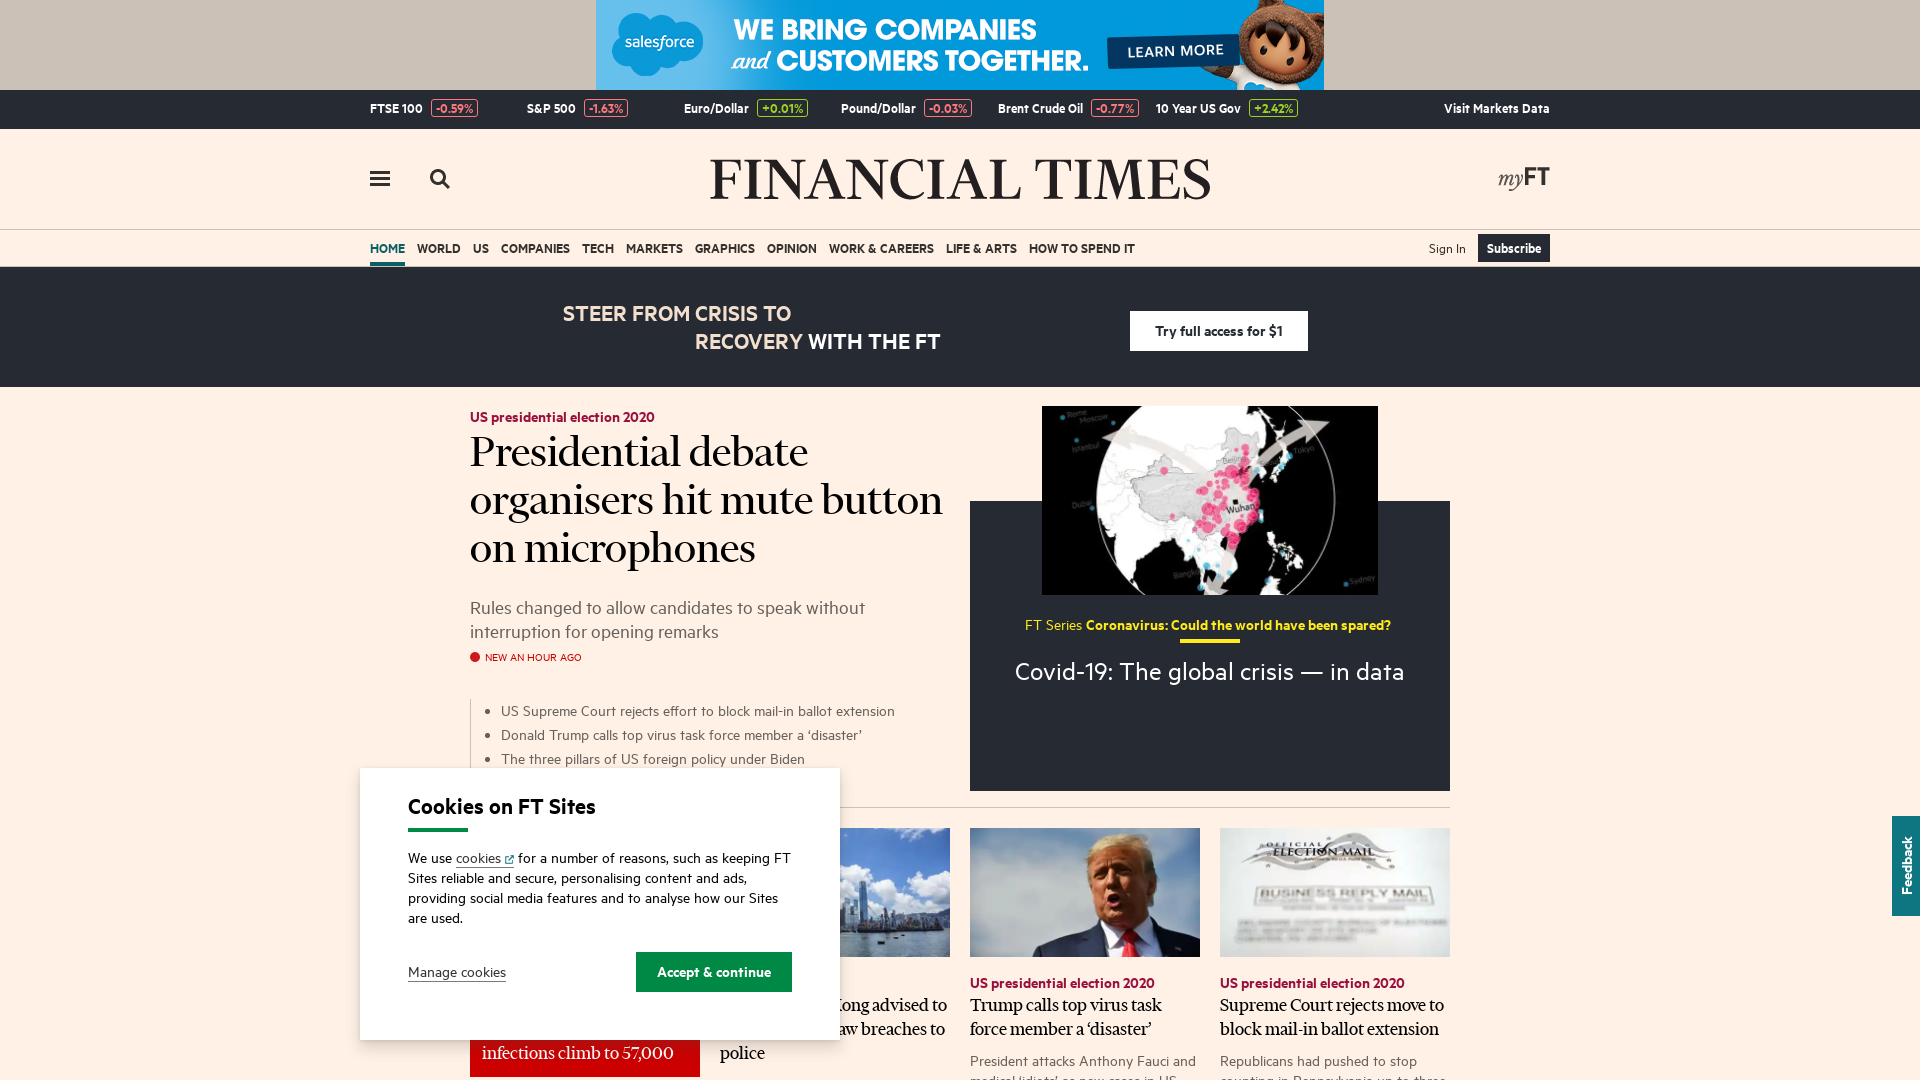 salesforce
WE BRING COMPANIES
and CUSTOMERS TOGETHER.
LEARN MORE
FTSE 100 -0.59% S&P 500 -1.63% Euro/Dollar +0.01% Pound/Dollar -0.03% Brent Crude Oil -0.77% 10 Year US Gov +2.42% Visit Markets Data
FINANCIAL TIMES
myFT
HOME WORLD US COMPANIES TECH MARKETS GRAPHICS OPINION WORK & CAREERS LIFE & ARTS HOW TO SPEND IT Sign In Subscribe
STEER FROM CRISIS TO
RECOVERY WITH THE FT
Try full access for $1
US presidential election 2020
Presidential debate
organisers hit mute button
on microphones
Rules changed to allow candidates to speak without
interruption for opening remarks
NEW AN HOUR AGO
US Supreme Court rejects effort to block mail-in ballot extension
Donald Trump calls top virus task force member a ‘disaster’
The three pillars of US foreign policy under Biden
Rome
Moscow
Istanbul
Dubai
Beijing
Tokyo
Wuhan
Bangkok
Sydney
FT Series Coronavirus: Could the world have been spared?
Covid-19: The global crisis — in data
Cookies on FT Sites
We use cookies for a number of reasons, such as keeping FT
Sites reliable and secure, personalising content and ads,
providing social media features and to analyse how our Sites
are used.
Manage cookies
Accept & continue
infections climb to 57,000
advised to
breaches to
police
US presidential election 2020
Trump calls top virus task
force member a ‘disaster’
President attacks Anthony Fauci and
OFFICIAL
ELECTION MAIL
BUSINESS REPLY MAIL
US presidential election 2020
Supreme Court rejects move to
block mail-in ballot extension
Republicans had pushed to stop
Feedback